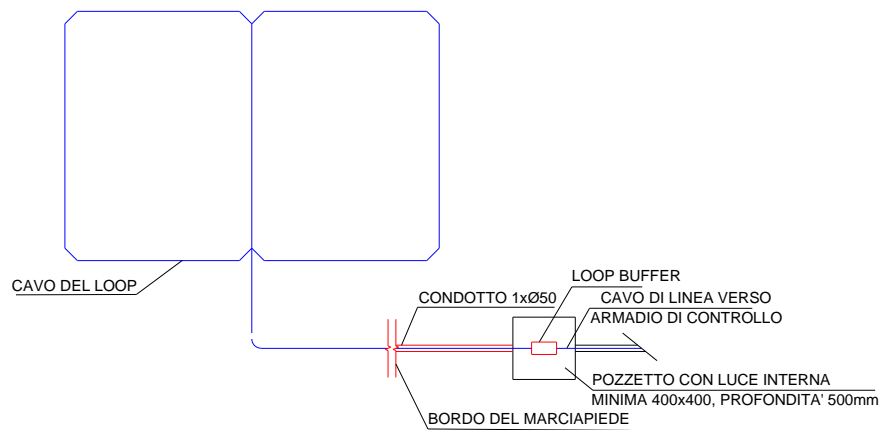 LOOP BUFFER
CAVO DEL LOOP
CONDOTTO 1xØ50
CAVO DI LINEA VERSO
ARMADIO DI CONTROLLO
POZZETTO CON LUCE INTERNA
MINIMA 400x400, PROFONDITA' 500mm
BORDO DEL MARCIAPIEDE